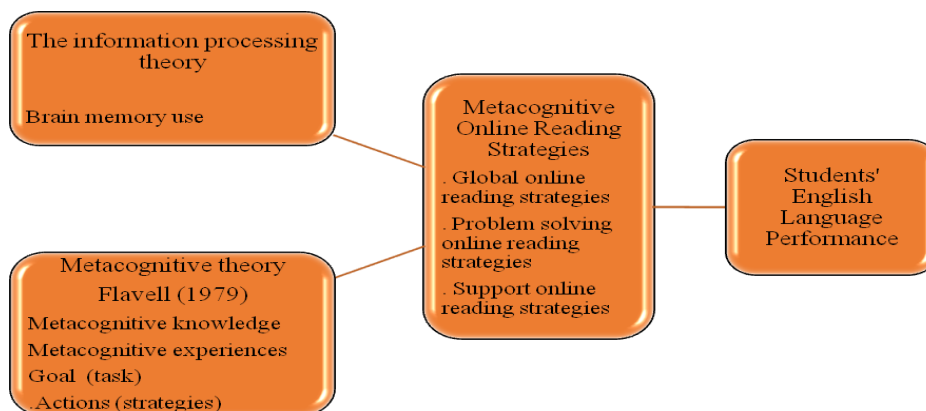 The information processing
theory
Brain memory use
Metacognitive theory
Flavell (1979)
Metacognitive knowledge
Metacognitive experiences
Goal (task)
.Actions (strategies)
Metacognitive
Online Reading
Strategies
. Global online
reading strategies
. Problem solving
online reading
strategies
. Support online
reading strategies
Students'
English
Language
Performance